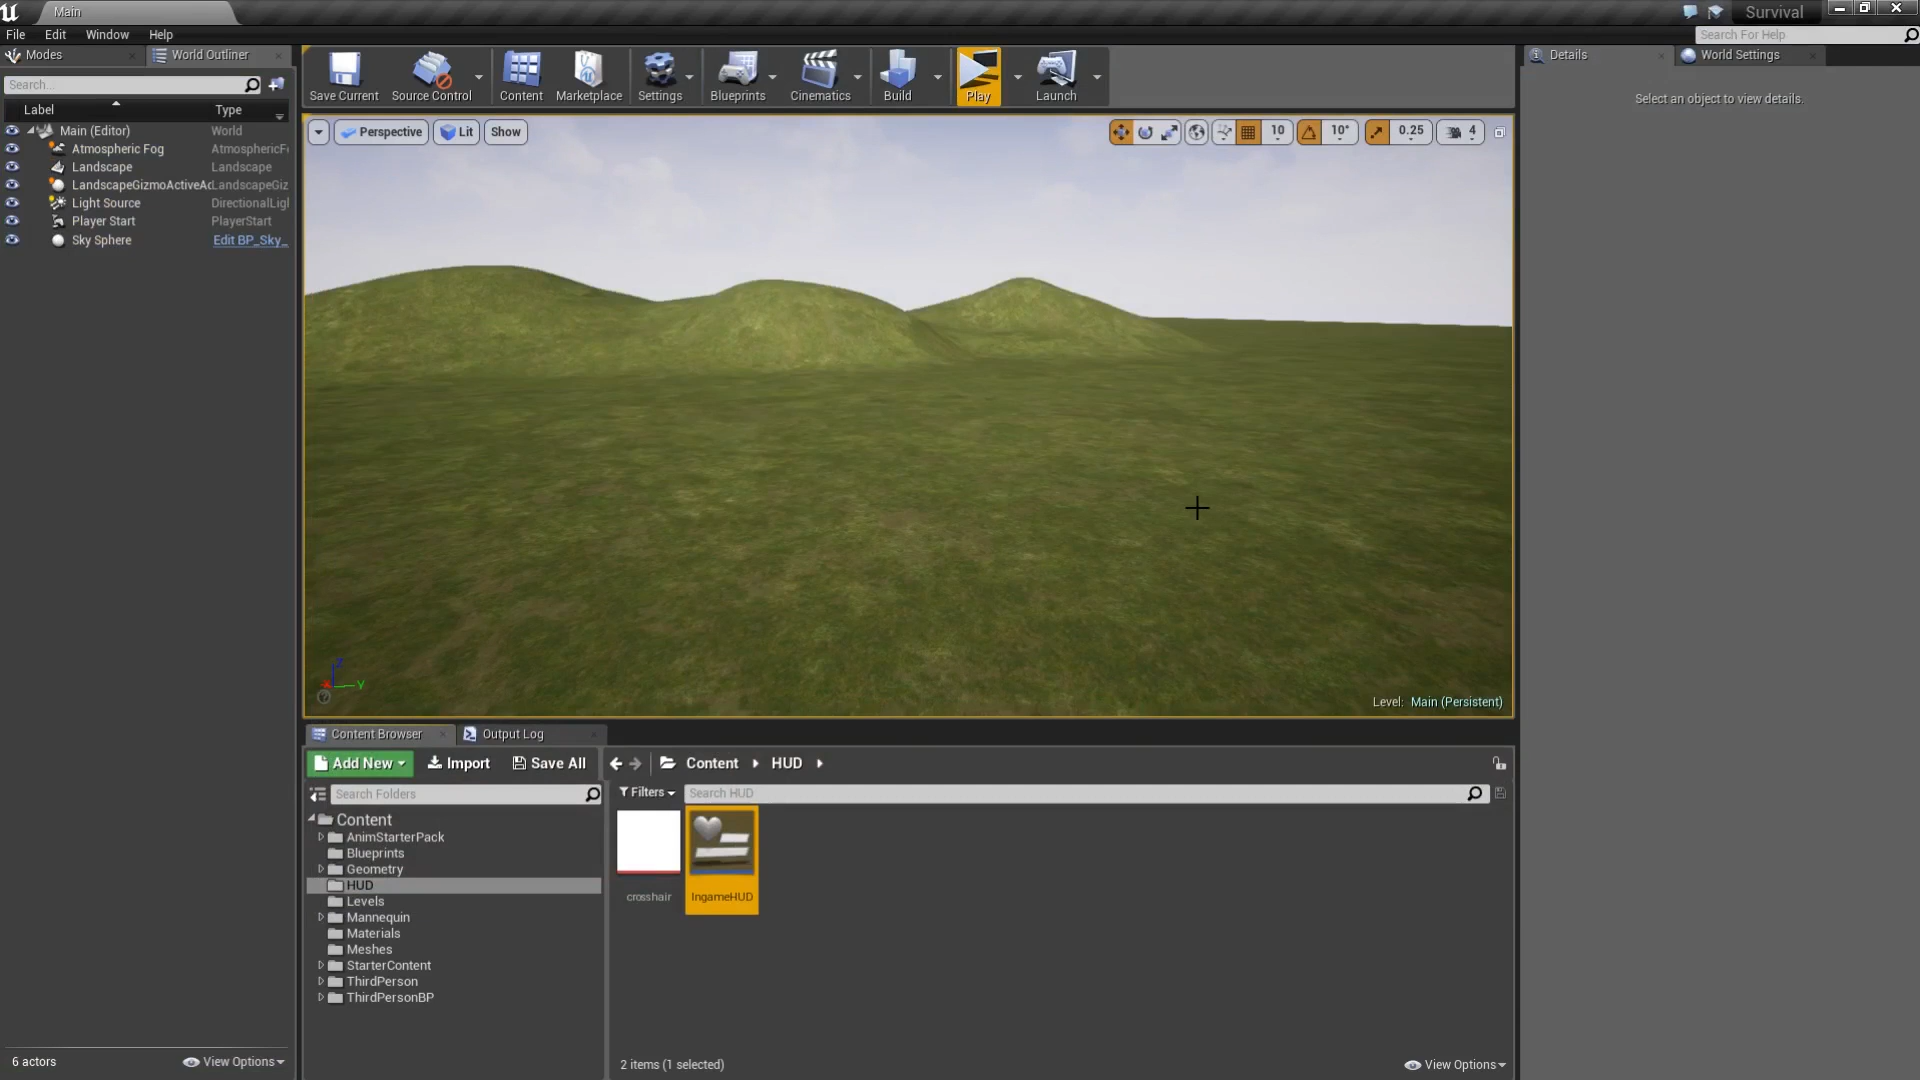 Main
Survival
File Edit Window Help
Search For Help
Modes
World Outliner
Search...
Label Type
Main (Editor) World
Atmospheric Fog AtmosphericF
Landscape Landscape
LandscapeGizmoActiveAc LandscapeGiz
Light Source DirectionalLigl
Player Start PlayerStart
Sky Sphere Edit BP_Sky_
6 actors
View Options
Save Current
Source Control
Content
Marketplace
Settings
Blueprints
Cinematics
Build
Play
Launch
Perspective
Lit
Show
10
10°
0.25
4
Z
X
Y
Level: Main (Persistent)
Details
World Settings
Select an object to view details.
Content Browser
Output Log
Add New
Import
Save All
Content HUD
Search Folders
Filters
Search HUD
Content
AnimStarterPack
Blueprints
Geometry
HUD
Levels
Mannequin
Materials
Meshes
StarterContent
ThirdPerson
ThirdPersonBP
crosshair
IngameHUD
2 items (1 selected)
View Options